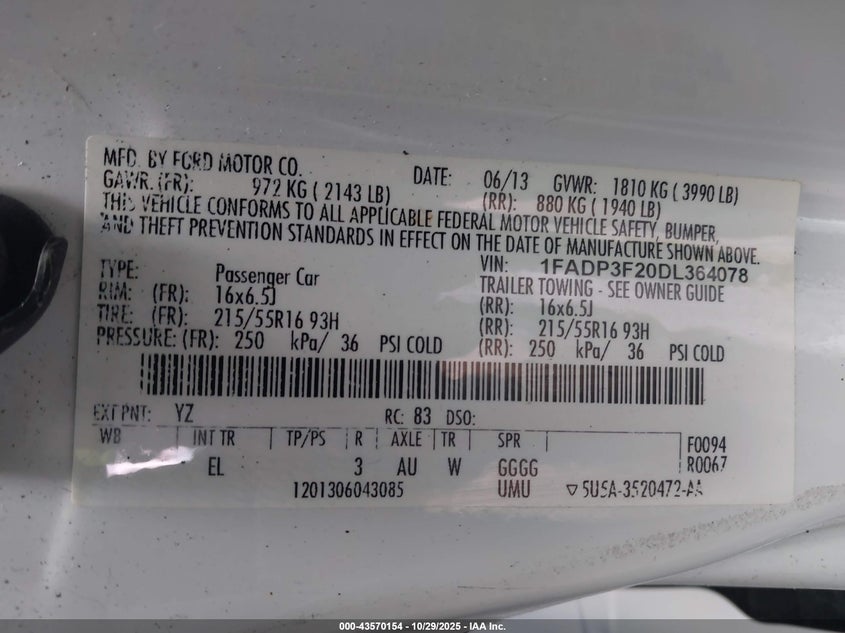 MFD. BY FORD MOTOR CO. DATE: 06/13 GVWR: 1810 KG ( 3990 LB)
GAWR. (FR): 972 KG ( 2143 LB) (RR): 880 KG ( 1940 LB)
THIS VEHICLE CONFORMS TO ALL APPLICABLE FEDERAL MOTOR VEHICLE SAFETY, BUMPER,
AND THEFT PREVENTION STANDARDS IN EFFECT ON THE DATE OF MANUFACTURE SHOWN ABOVE.
VIN: 1FADP3F20DL364078
TYPE: Passenger Car TRAILER TOWING - SEE OWNER GUIDE
RIM: (FR): 16x6.5J (RR): 16x6.5J
TIRE: (FR): 215/55R16 93H (RR): 215/55R16 93H
PRESSURE: (FR): 250 kPa/ 36 PSI COLD (RR): 250 kPa/ 36 PSI COLD
EXT PNT: YZ RC: 83 DSO:
WB INT TR TP/PS R AXLE TR SPR F0094
EL 3 AU W GGGG R0067
1201306043085 UMU ▽ 5U5A-3520472-AA
000-43570154 - 10/29/2025 - IAA Inc.